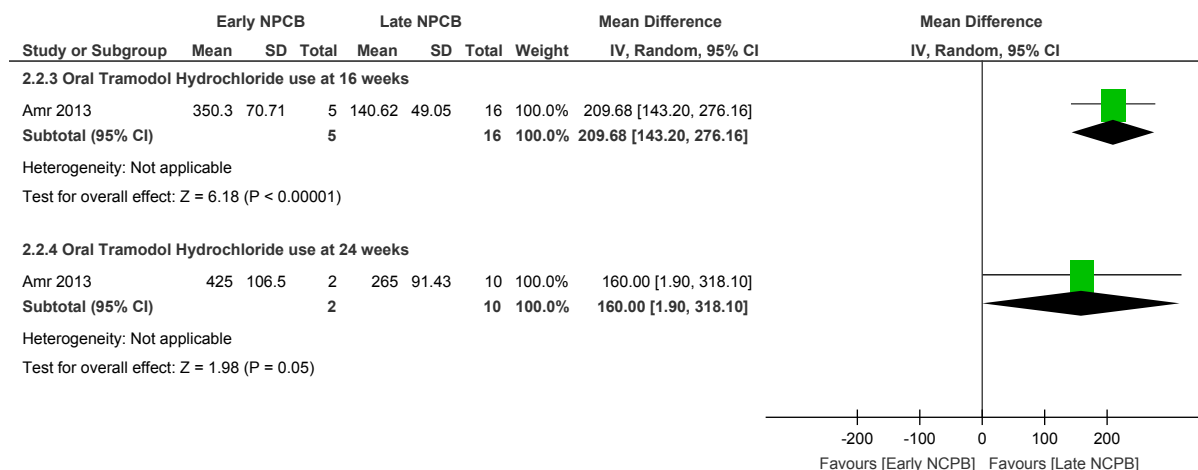 Early NPCB Late NPCB Mean Difference Mean Difference
Study or Subgroup Mean SD Total Mean SD Total Weight IV, Random, 95% CI IV, Random, 95% CI
2.2.3 Oral Tramodol Hydrochloride use at 16 weeks
Amr 2013 350.3 70.71 5 140.62 49.05 16 100.0% 209.68 [143.20, 276.16]
Subtotal (95% CI) 5 16 100.0% 209.68 [143.20, 276.16]
Heterogeneity: Not applicable
Test for overall effect: Z = 6.18 (P < 0.00001)
2.2.4 Oral Tramodol Hydrochloride use at 24 weeks
Amr 2013 425 106.5 2 265 91.43 10 100.0% 160.00 [1.90, 318.10]
Subtotal (95% CI) 2 10 100.0% 160.00 [1.90, 318.10]
Heterogeneity: Not applicable
Test for overall effect: Z = 1.98 (P = 0.05)
-200 -100 0 100 200
Favours [Early NCPB] Favours [Late NCPB]